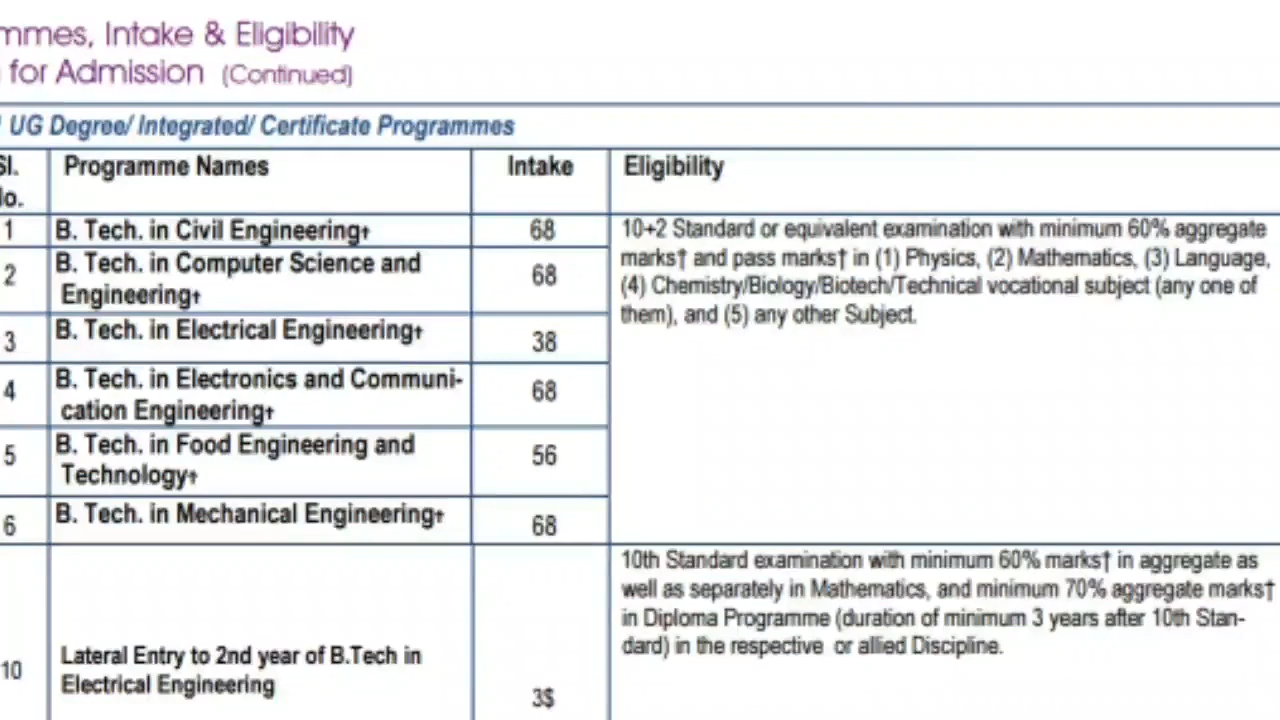 mmes, Intake & Eligibility
for Admission (Continued)
UG Degree/ Integrated/ Certificate Programmes
Sl. Programme Names Intake Eligibility
No.
1 B. Tech. in Civil Engineering† 68 10+2 Standard or equivalent examination with minimum 60% aggregate
marks† and pass marks† in (1) Physics, (2) Mathematics, (3) Language,
(4) Chemistry/Biology/Biotech/Technical vocational subject (any one of
them), and (5) any other Subject.
2 B. Tech. in Computer Science and 68
Engineering†
3 B. Tech. in Electrical Engineering† 38
4 B. Tech. in Electronics and Communi- 68
cation Engineering†
5 B. Tech. in Food Engineering and 56
Technology†
6 B. Tech. in Mechanical Engineering† 68
10th Standard examination with minimum 60% marks† in aggregate as
well as separately in Mathematics, and minimum 70% aggregate marks†
in Diploma Programme (duration of minimum 3 years after 10th Stan-
dard) in the respective or allied Discipline.
10 Lateral Entry to 2nd year of B.Tech in
Electrical Engineering 3$